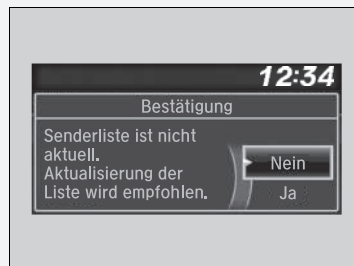 12:34
Bestätigung
Senderliste ist nicht
aktuell.
Aktualisierung der
Liste wird empfohlen.
Nein
Ja